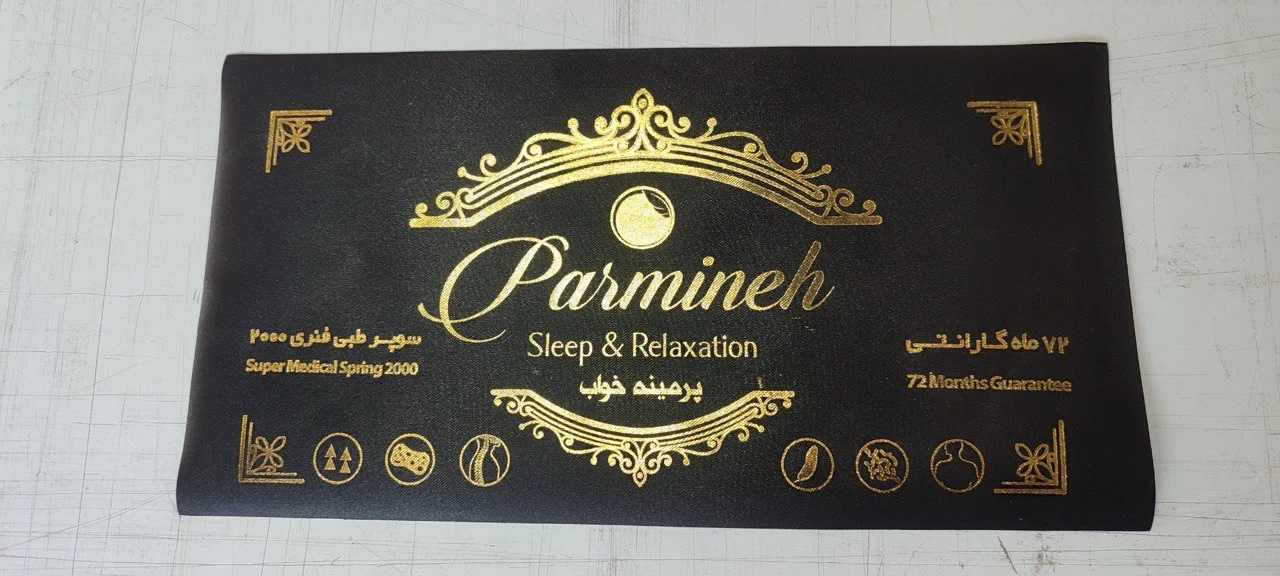 Parmineh
Sleep & Relaxation
پرمینه خواب
سوپر طبی فنری ۲۰۰۰
Super Medical Spring 2000
۷۲ ماه گارانتی
72 Months Guarantee